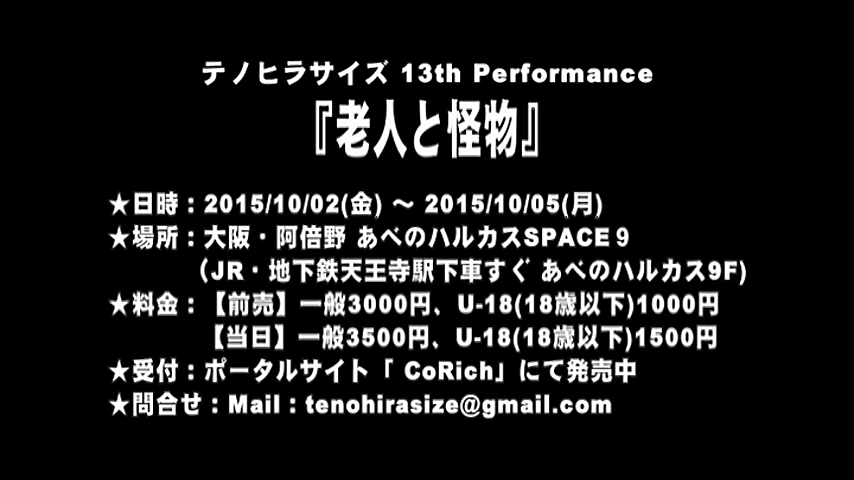 テノヒラサイズ 13th Performance
『老人と怪物』
★日時：2015/10/02(金) ～ 2015/10/05(月)
★場所：大阪・阿倍野 あべのハルカスSPACE９
（JR・地下鉄天王寺駅下車すぐ あべのハルカス9F)
★料金：【前売】一般3000円、U-18(18歳以下)1000円
【当日】一般3500円、U-18(18歳以下)1500円
★受付：ポータルサイト「 CoRich」にて発売中
★問合せ：Mail：tenohirasize@gmail.com